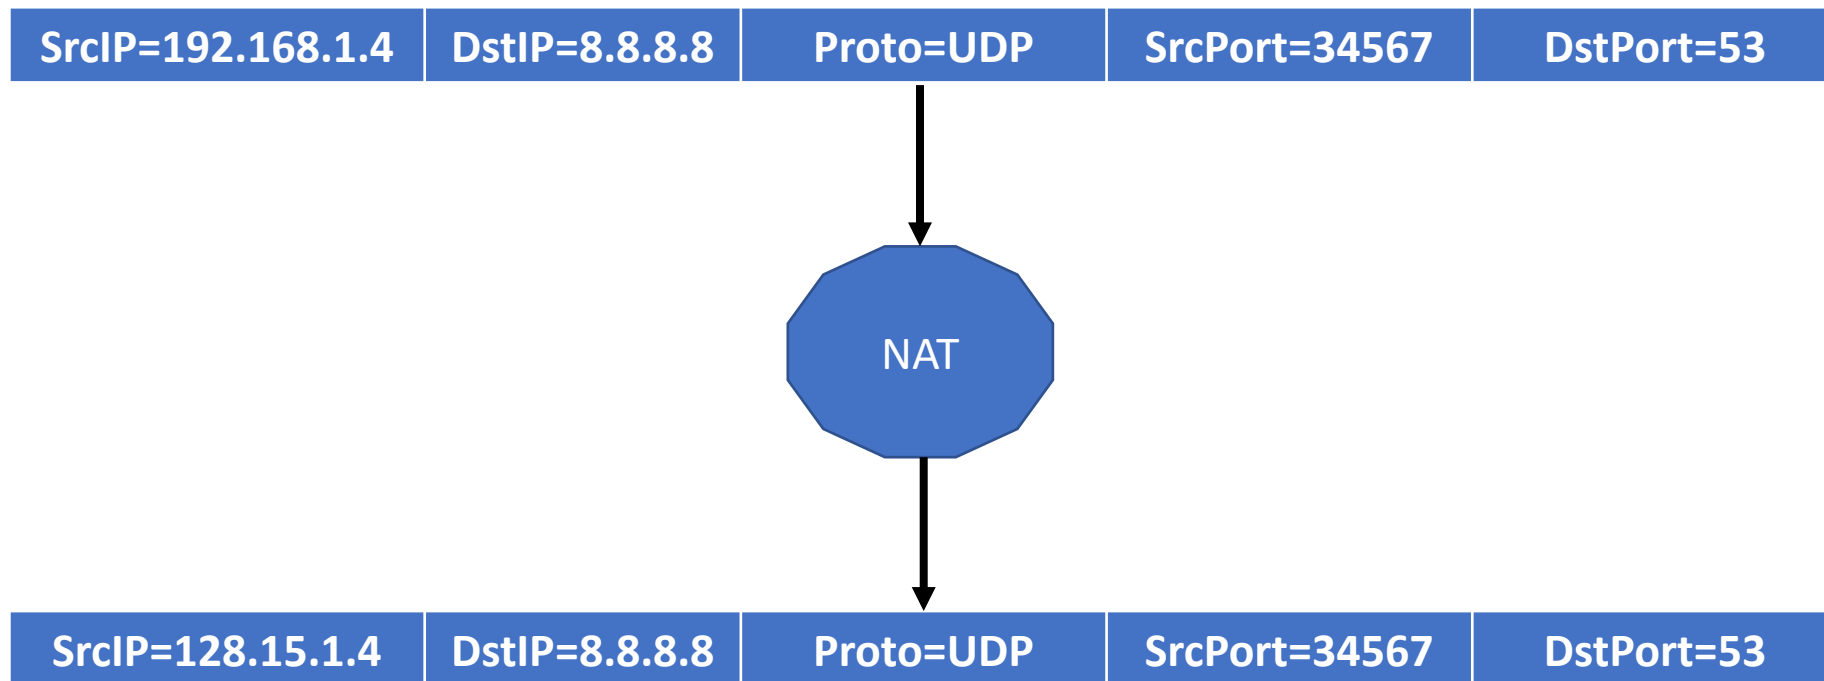 SrcIP=192.168.1.4 DstIP=8.8.8.8 Proto=UDP SrcPort=34567 DstPort=53
NAT
SrcIP=128.15.1.4 DstIP=8.8.8.8 Proto=UDP SrcPort=34567 DstPort=53